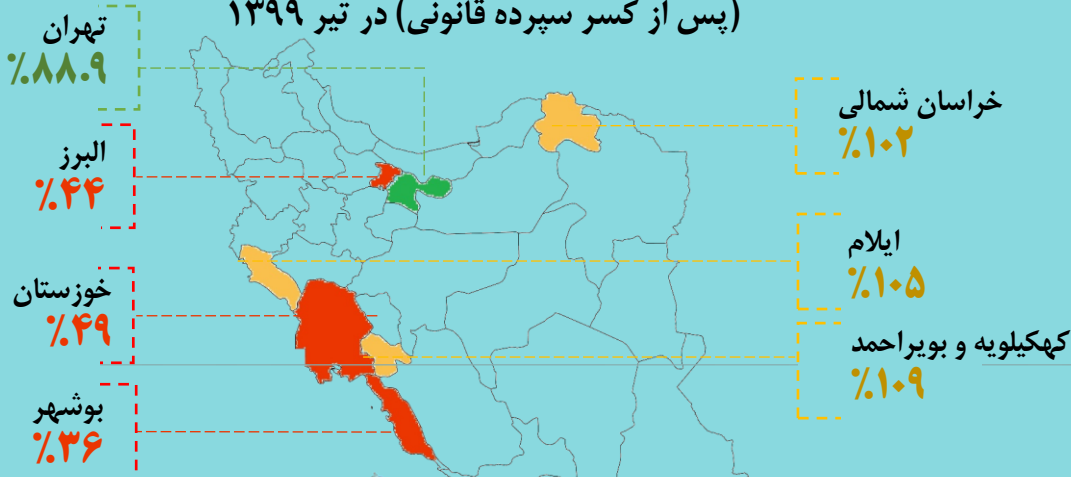 (پس از کسر سپرده قانونی) در تیر ۱۳۹۹
تهران
٪۸۸.۹
البرز
٪۴۴
خوزستان
٪۴۹
بوشهر
٪۳۶
خراسان شمالی
٪۱۰۲
ایلام
٪۱۰۵
کهکیلویه و بویراحمد
٪۱۰۹